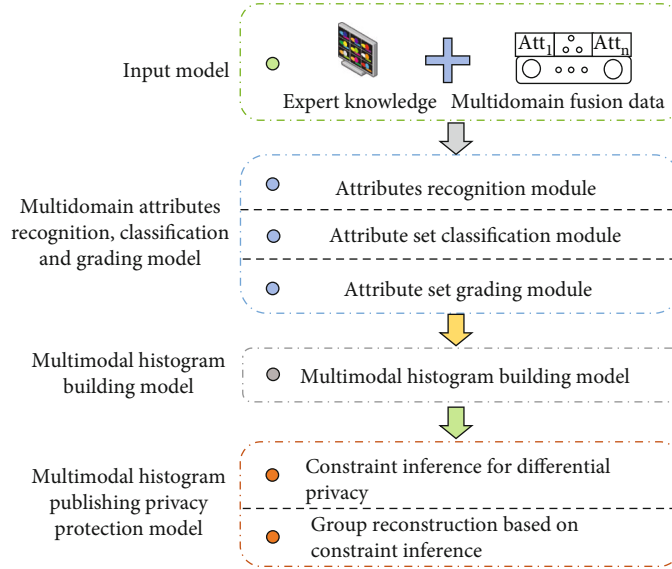 Att1 Attn
Input model
Expert knowledge Multidomain fusion data
Attributes recognition module
Multidomain attributes
recognition, classification
and grading model
Attribute set classification module
Attribute set grading module
Multimodal histogram
building model
Multimodal histogram building model
Multimodal histogram
publishing privacy
protection model
Constraint inference for differential
privacy
Group reconstruction based on
constraint inference